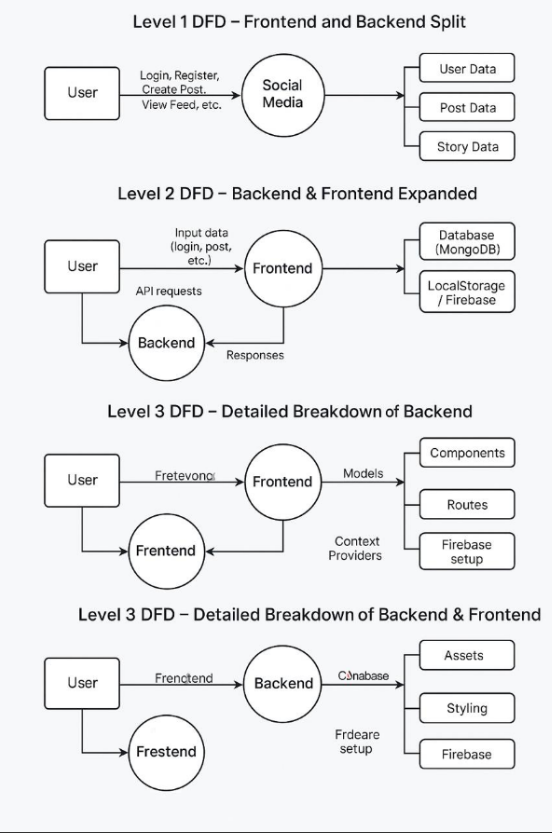 Level 1 DFD – Frontend and Backend Split
User
Login, Register,
Create Post.
View Feed, etc.
Social
Media
User Data
Post Data
Story Data
Level 2 DFD – Backend & Frontend Expanded
User
Input data
(login, post,
etc.)
Frontend
Database
(MongoDB)
LocalStorage
/ Firebase
API requests
Backend
Responses
Level 3 DFD – Detailed Breakdown of Backend
User
Frontend
Models
Components
Routes
Firebase
setup
Frentend
Context
Providers
Level 3 DFD – Detailed Breakdown of Backend & Frontend
User
Backend
Assets
Styling
Firebase
Frdeare
setup
Frestend